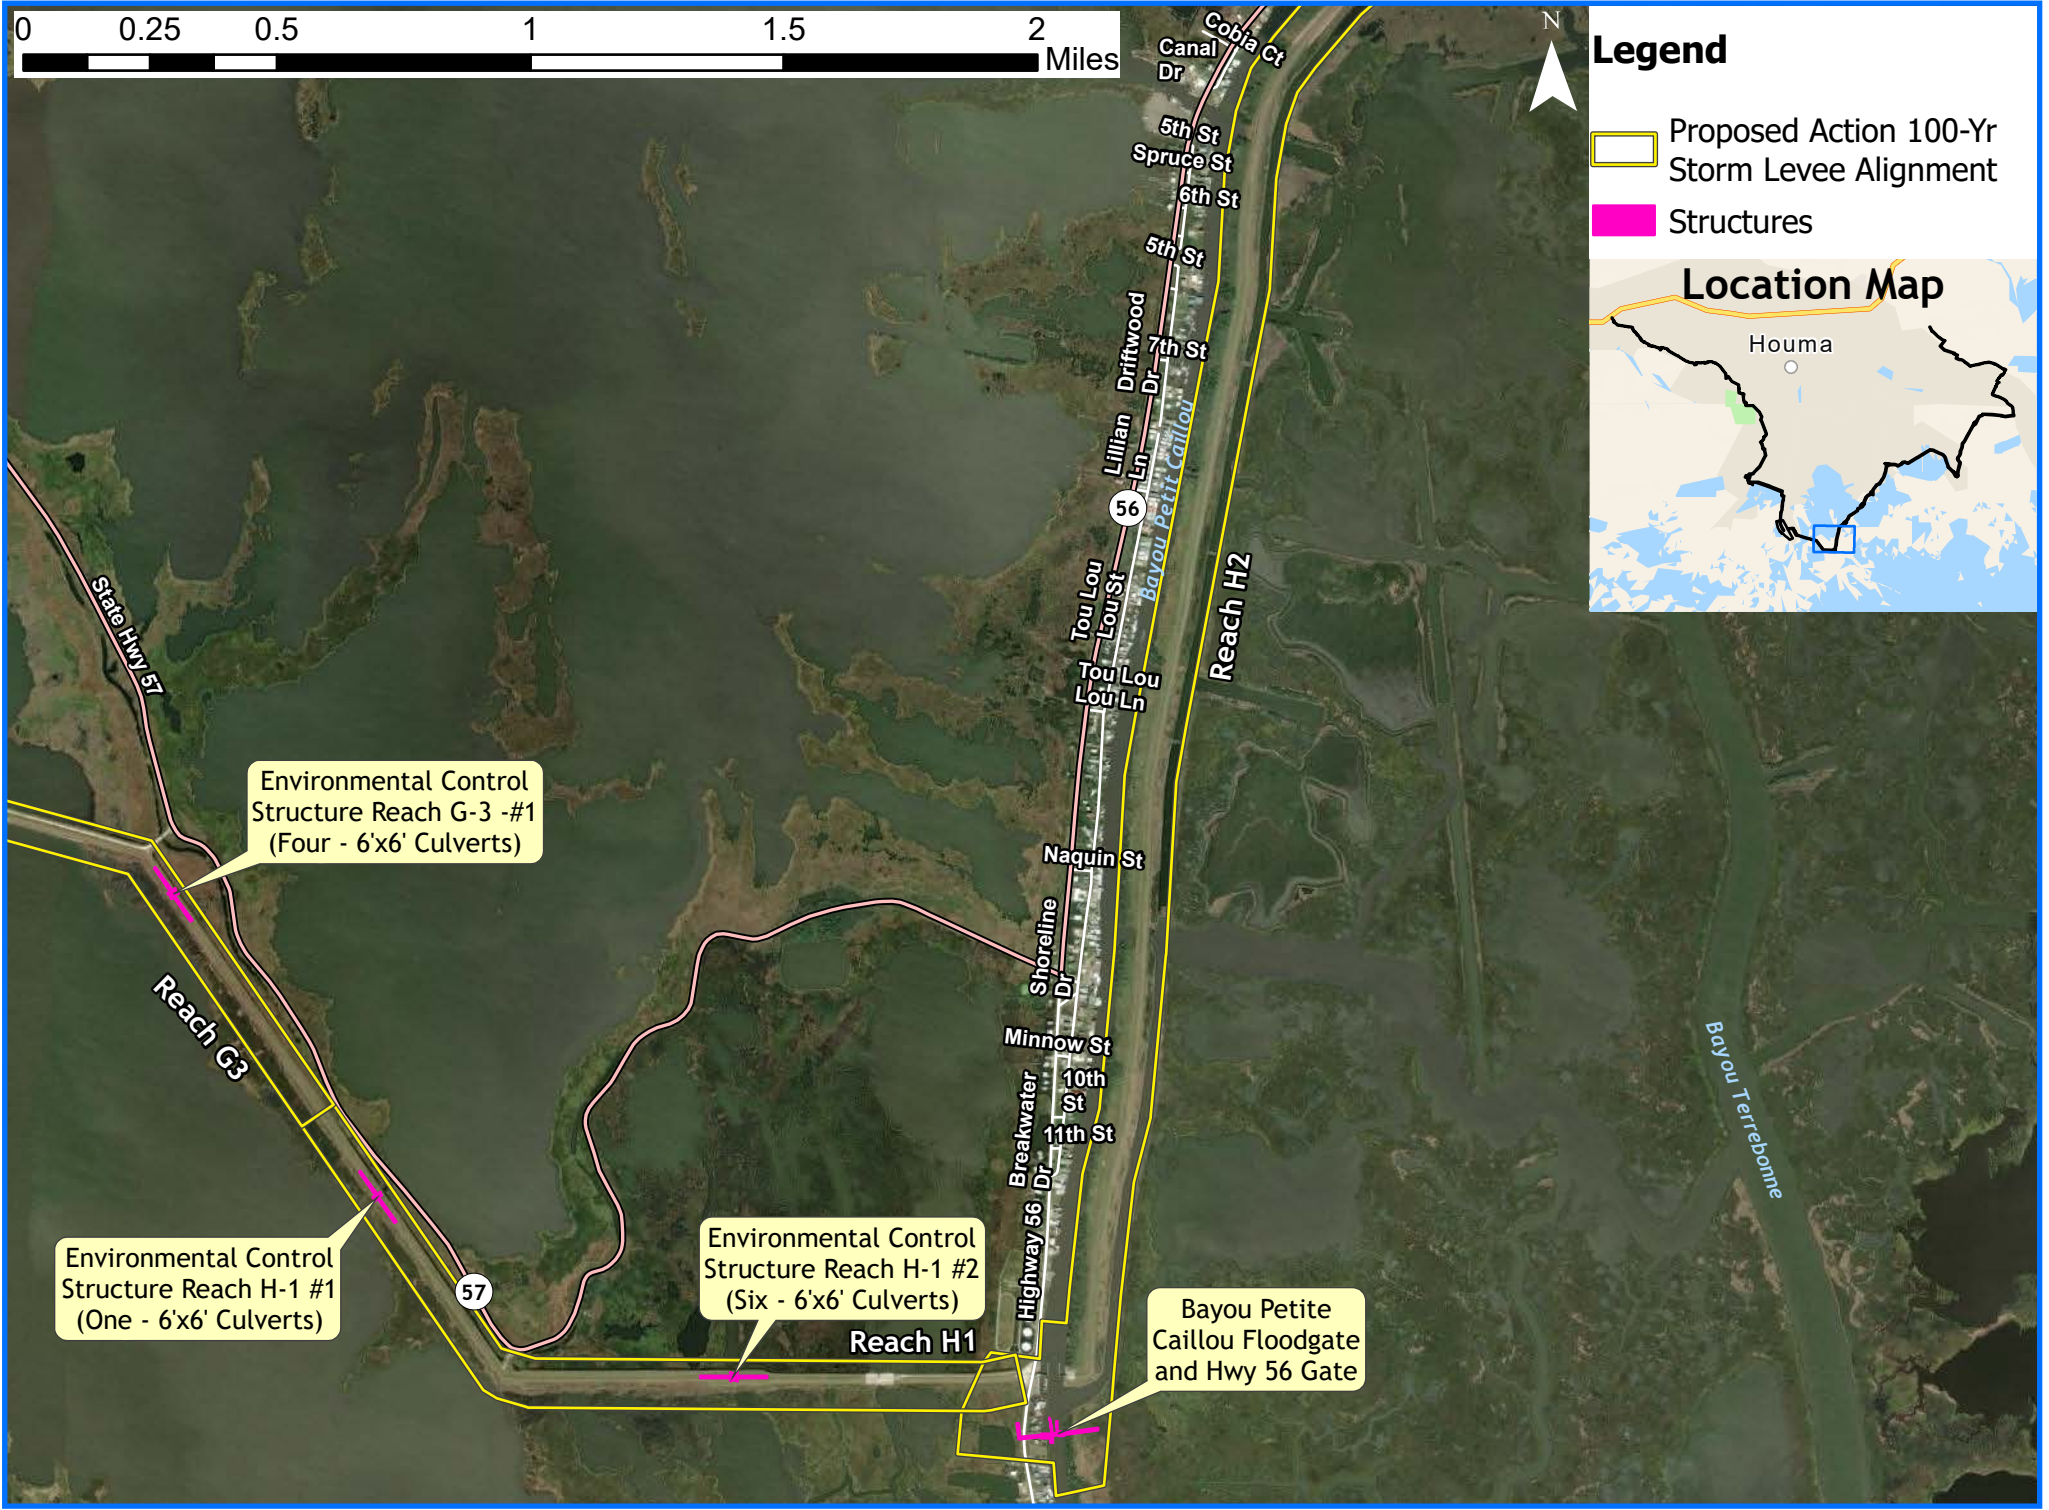 0 0.25 0.5 1 1.5 2
Miles
N
Legend
Proposed Action 100-Yr
Storm Levee Alignment
Structures
Location Map
Houma
Cobia Ct
Canal
Dr
5th St
Spruce St
6th St
5th St
Driftwood
Dr
7th St
Lillian
Ln
Bayou Petit Caillou
56
Tou Lou
Lou St
Reach H2
Tou Lou
Lou Ln
State Hwy 57
Environmental Control
Structure Reach G-3 -#1
(Four - 6'x6' Culverts)
Naquin St
Shoreline
Dr
Reach G3
Minnow St
10th
St
11th St
Breakwater
Dr
Bayou Terrebonne
Highway 56
Environmental Control
Structure Reach H-1 #1
(One - 6'x6' Culverts)
57
Environmental Control
Structure Reach H-1 #2
(Six - 6'x6' Culverts)
Reach H1
Bayou Petite
Caillou Floodgate
and Hwy 56 Gate